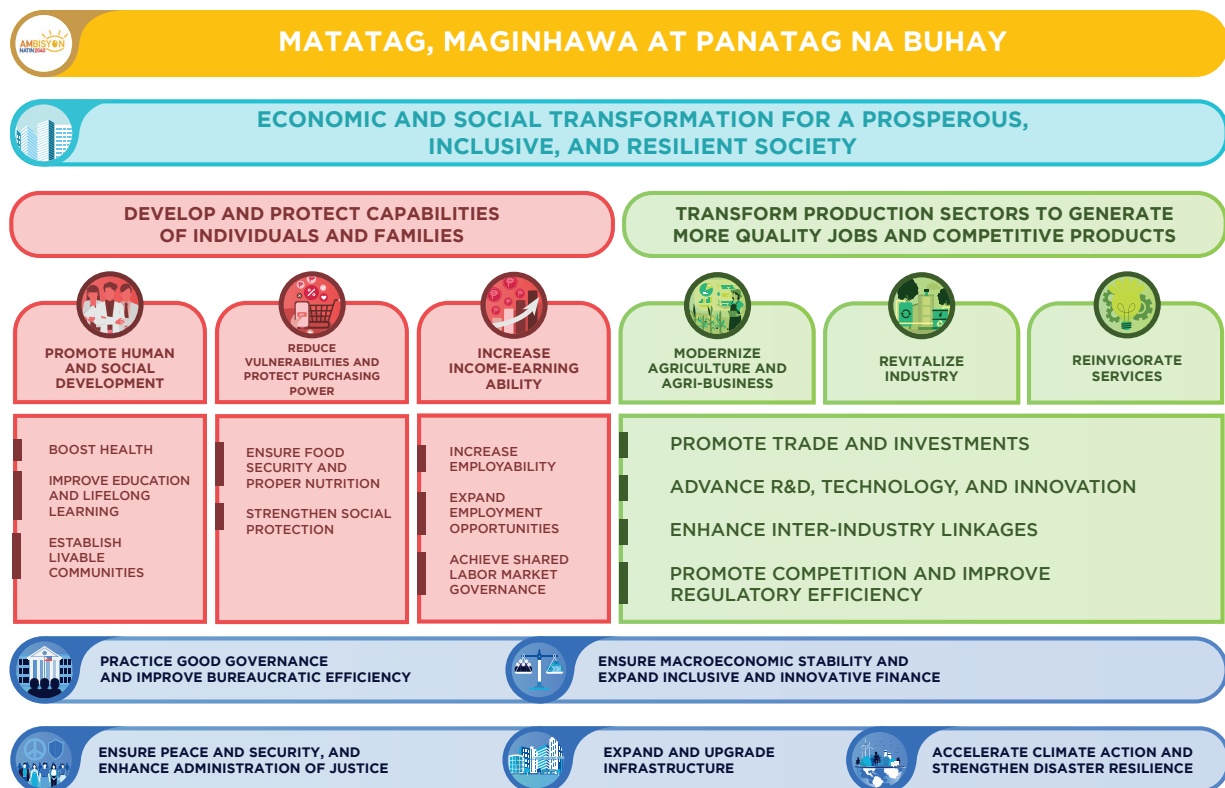 AMBISYON
NATIN2040
MATATAG, MAGINHAWA AT PANATAG NA BUHAY
ECONOMIC AND SOCIAL TRANSFORMATION FOR A PROSPEROUS,
INCLUSIVE, AND RESILIENT SOCIETY
DEVELOP AND PROTECT CAPABILITIES
OF INDIVIDUALS AND FAMILIES
TRANSFORM PRODUCTION SECTORS TO GENERATE
MORE QUALITY JOBS AND COMPETITIVE PRODUCTS
PROMOTE HUMAN
AND SOCIAL
DEVELOPMENT
REDUCE
VULNERABILITIES AND
PROTECT PURCHASING
POWER
INCREASE
INCOME-EARNING
ABILITY
MODERNIZE
AGRICULTURE AND
AGRI-BUSINESS
REVITALIZE
INDUSTRY
REINVIGORATE
SERVICES
BOOST HEALTH
IMPROVE EDUCATION
AND LIFELONG
LEARNING
ESTABLISH
LIVABLE
COMMUNITIES
ENSURE FOOD
SECURITY AND
PROPER NUTRITION
STRENGTHEN SOCIAL
PROTECTION
INCREASE
EMPLOYABILITY
EXPAND
EMPLOYMENT
OPPORTUNITIES
ACHIEVE SHARED
LABOR MARKET
GOVERNANCE
PROMOTE TRADE AND INVESTMENTS
ADVANCE R&D, TECHNOLOGY, AND INNOVATION
ENHANCE INTER-INDUSTRY LINKAGES
PROMOTE COMPETITION AND IMPROVE
REGULATORY EFFICIENCY
PRACTICE GOOD GOVERNANCE
AND IMPROVE BUREAUCRATIC EFFICIENCY
ENSURE MACROECONOMIC STABILITY AND
EXPAND INCLUSIVE AND INNOVATIVE FINANCE
ENSURE PEACE AND SECURITY, AND
ENHANCE ADMINISTRATION OF JUSTICE
EXPAND AND UPGRADE
INFRASTRUCTURE
ACCELERATE CLIMATE ACTION AND
STRENGTHEN DISASTER RESILIENCE